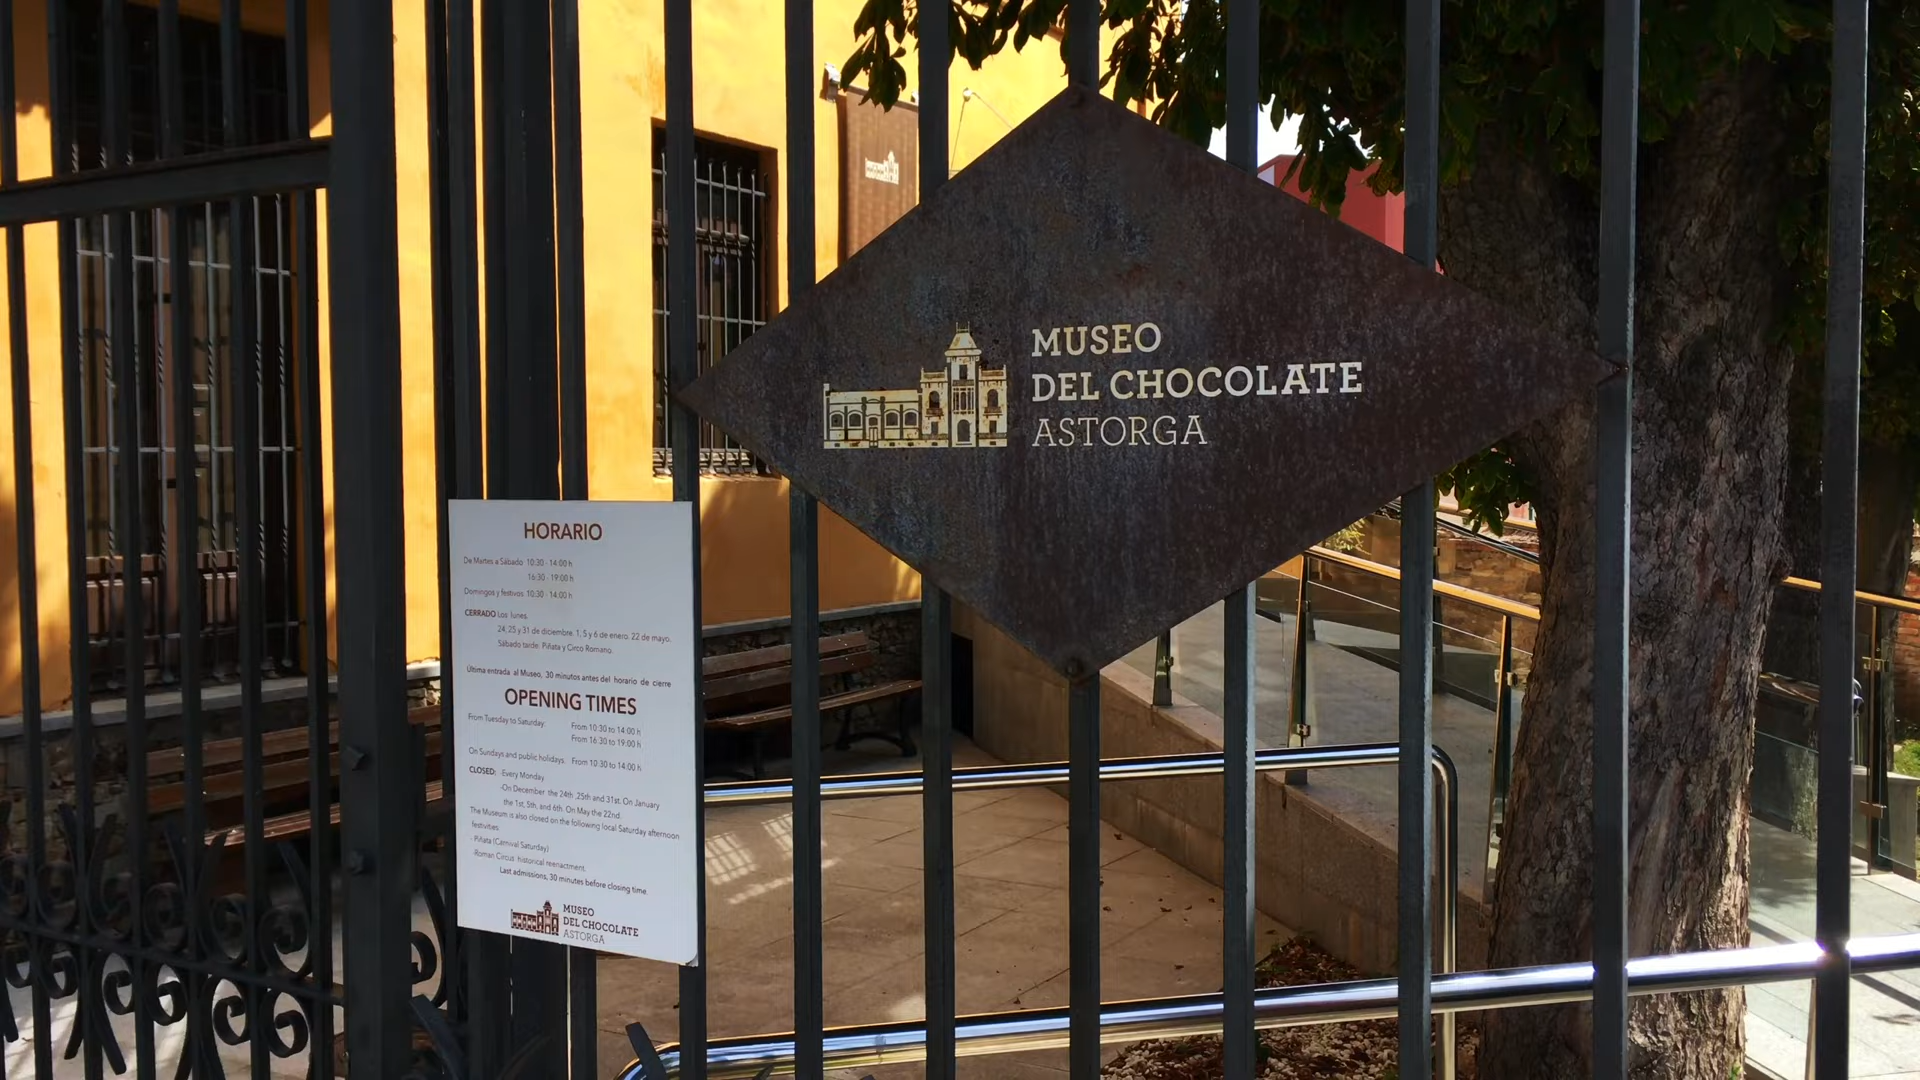 MUSEO
DEL CHOCOLATE
ASTORGA
HORARIO
De Martes a Sábado 10:30 - 14:00 h
16:30 - 19:00 h
Domingos y festivos 10:30 - 14:00 h
CERRADO Los lunes.
24, 25 y 31 de diciembre. 1, 5 y 6 de enero. 22 de mayo.
Sábado tarde: Piñata y Circo Romano.
Última entrada al Museo, 30 minutos antes del horario de cierre
OPENING TIMES
From Tuesday to Saturday: From 10:30 to 14:00 h
From 16:30 to 19:00 h
On Sundays and public holidays. From 10:30 to 14:00 h
CLOSED: -Every Monday
-On December the 24th ,25th and 31st. On January
the 1st, 5th, and 6th. On May the 22nd.
The Museum is also closed on the following local Saturday afternoon
festivities:
- Piñata (Carnival Saturday)
-Roman Circus historical reenactment.
Last admissions, 30 minutes before closing time.
MUSEO
DEL CHOCOLATE
ASTORGA